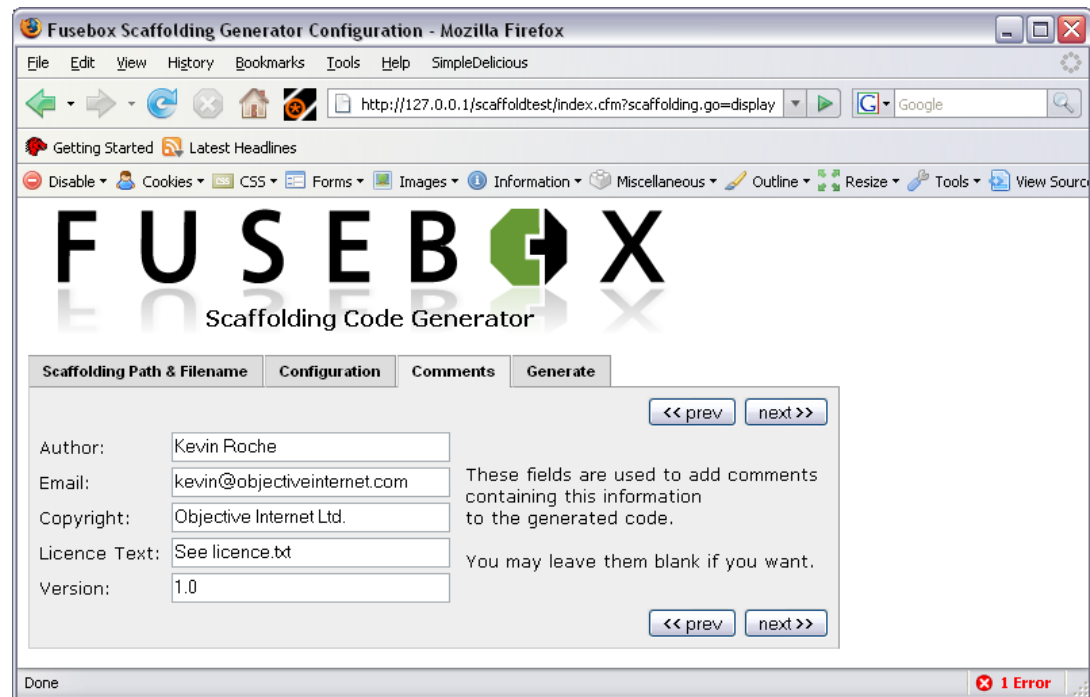 Fusebox Scaffolding Generator Configuration - Mozilla Firefox
File Edit View History Bookmarks Tools Help SimpleDelicious
http://127.0.0.1/scaffoldtest/index.cfm?scaffolding.go=display G Google
Getting Started Latest Headlines
Disable Cookies CSS CSS Forms Images Information Miscellaneous Outline Resize Tools View Sourc
FUSEBOX
Scaffolding Code Generator
Scaffolding Path & Filename Configuration Comments Generate
<< prev next >>
Author: Kevin Roche
Email: kevin@objectiveinternet.com
Copyright: Objective Internet Ltd.
Licence Text: See licence.txt
Version: 1.0
These fields are used to add comments
containing this information
to the generated code.
You may leave them blank if you want.
<< prev next >>
Done 1 Error